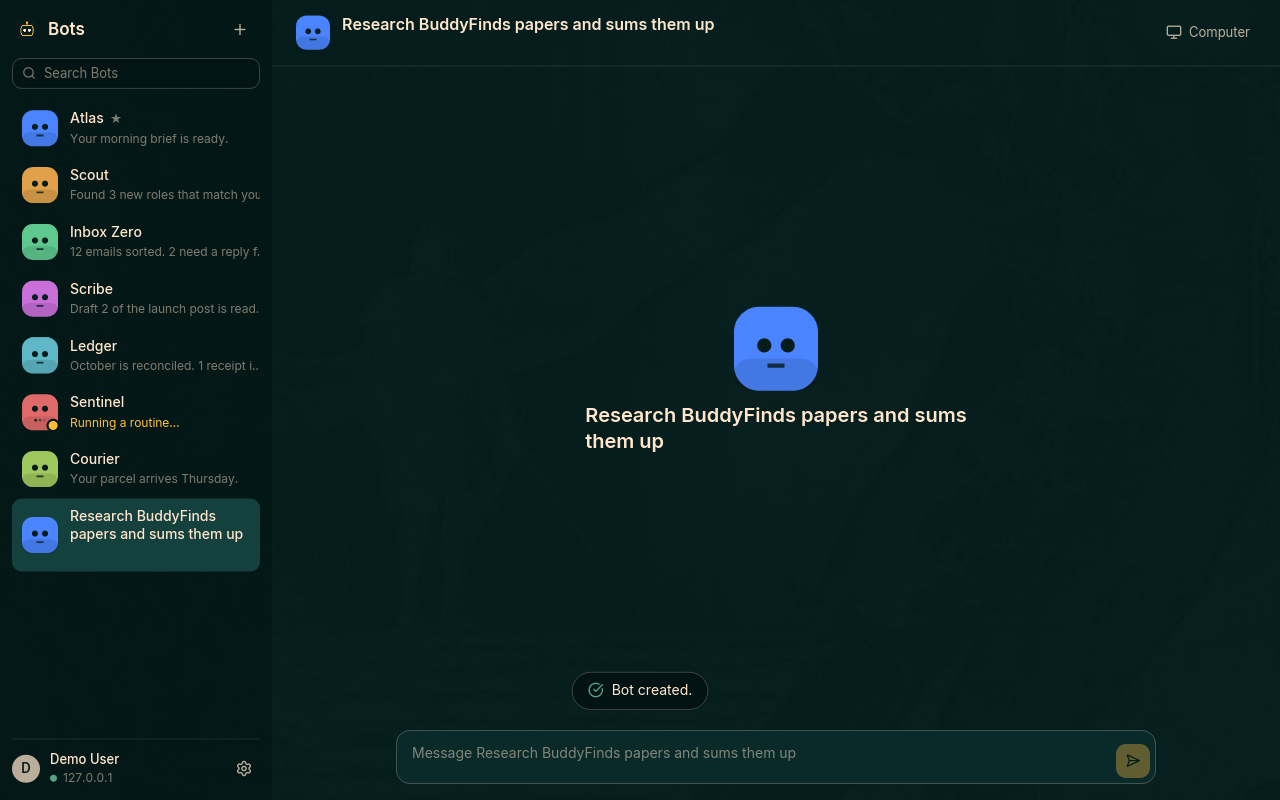 Bots
Search Bots
Atlas ★
Your morning brief is ready.
Scout
Found 3 new roles that match you
Inbox Zero
12 emails sorted. 2 need a reply f..
Scribe
Draft 2 of the launch post is read..
Ledger
October is reconciled. 1 receipt i..
Sentinel
Running a routine...
Courier
Your parcel arrives Thursday.
Research BuddyFinds
papers and sums them up
D
Demo User
127.0.0.1
Research BuddyFinds papers and sums them up
Computer
Research BuddyFinds papers and sums
them up
Bot created.
Message Research BuddyFinds papers and sums them up